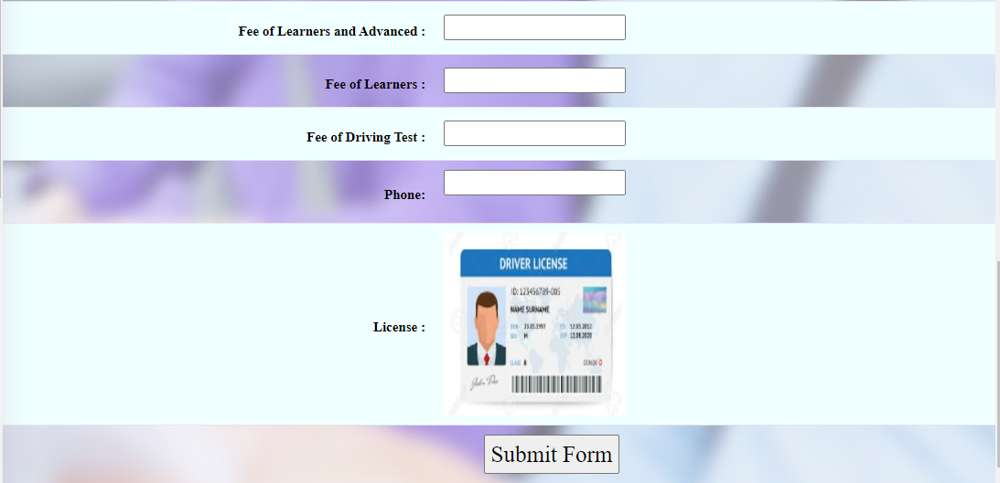 Fee of Learners and Advanced :
Fee of Learners :
Fee of Driving Test :
Phone:
License :
DRIVER LICENSE
ID: 123456789-005
NAME SURNAME
DOB 23.05.1997
SEX M
12.05.2012
EXP 12.08.2020
CLASS B
DONOR
John Doe
Submit Form